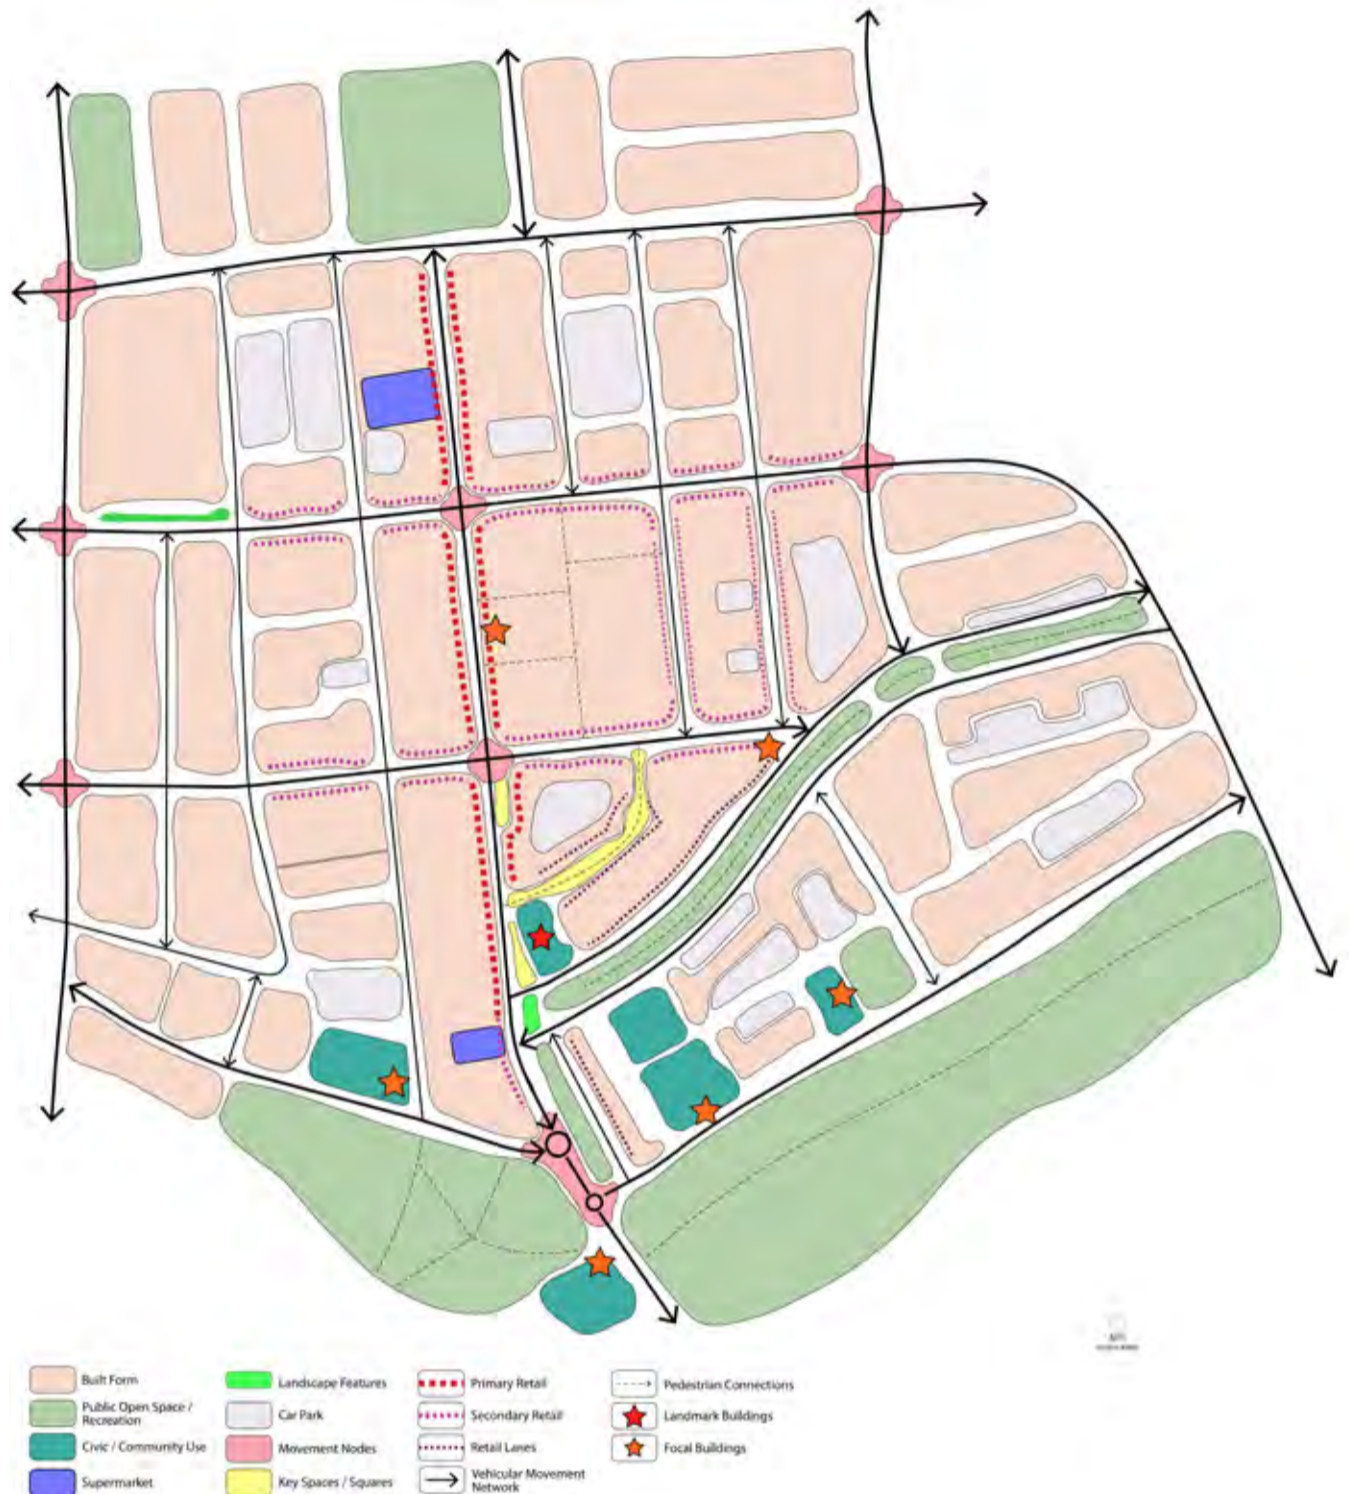 Built Form
Public Open Space /
Recreation
Civic / Community Use
Supermarket
Landscape Features
Car Park
Movement Nodes
Key Spaces / Squares
Primary Retail
Secondary Retail
Retail Lanes
Vehicular Movement
Network
Pedestrian Connections
Landmark Buildings
Focal Buildings